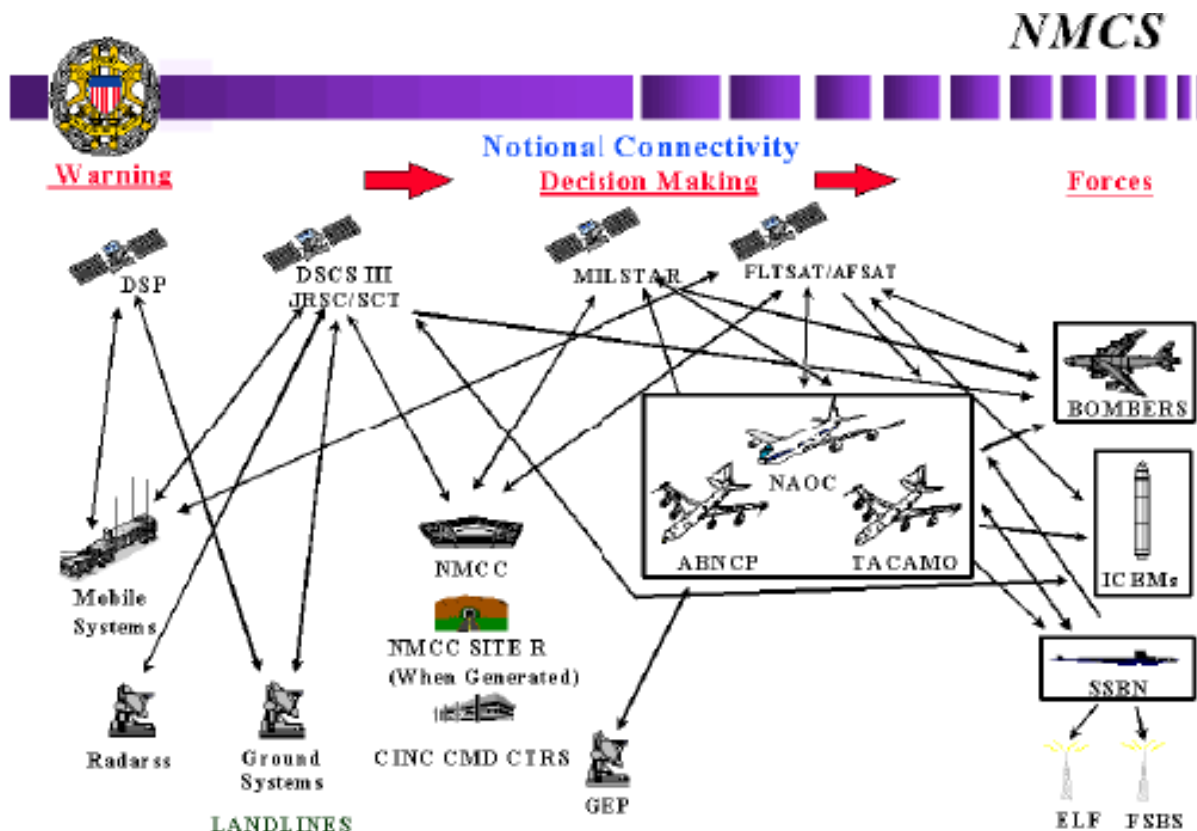 NMCS
Notional Connectivity
Warning
Decision Making
Forces
DSP
DSCS III
JRSC/SCT
MILSTAR
FLTSAT/AFSAT
BOMBERS
NAOC
ABNCP
TACAMO
ICBMs
Mobile
Systems
NMCC
NMCC SITE R
(When Generated)
SSBN
Radarss
Ground
Systems
CINC CMD CTRS
GEP
ELF
FSBS
LANDLINES